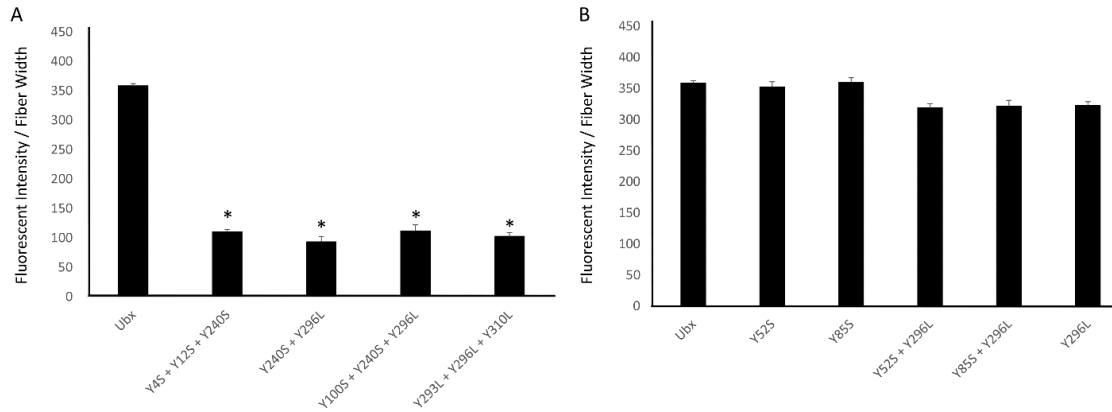 A
Fluorescent Intensity / Fiber Width
450
400
350
300
250
200
150
100
50
0
*
*
*
*
Ubx
Y4S + Y12S + Y240S
Y240S + Y296L
Y100S + Y240S + Y296L
Y293L + Y296L + Y310L
B
Fluorescent Intensity / Fiber Width
450
400
350
300
250
200
150
100
50
0
Ubx
Y52S
Y85S
Y52S + Y296L
Y85S + Y296L
Y296L